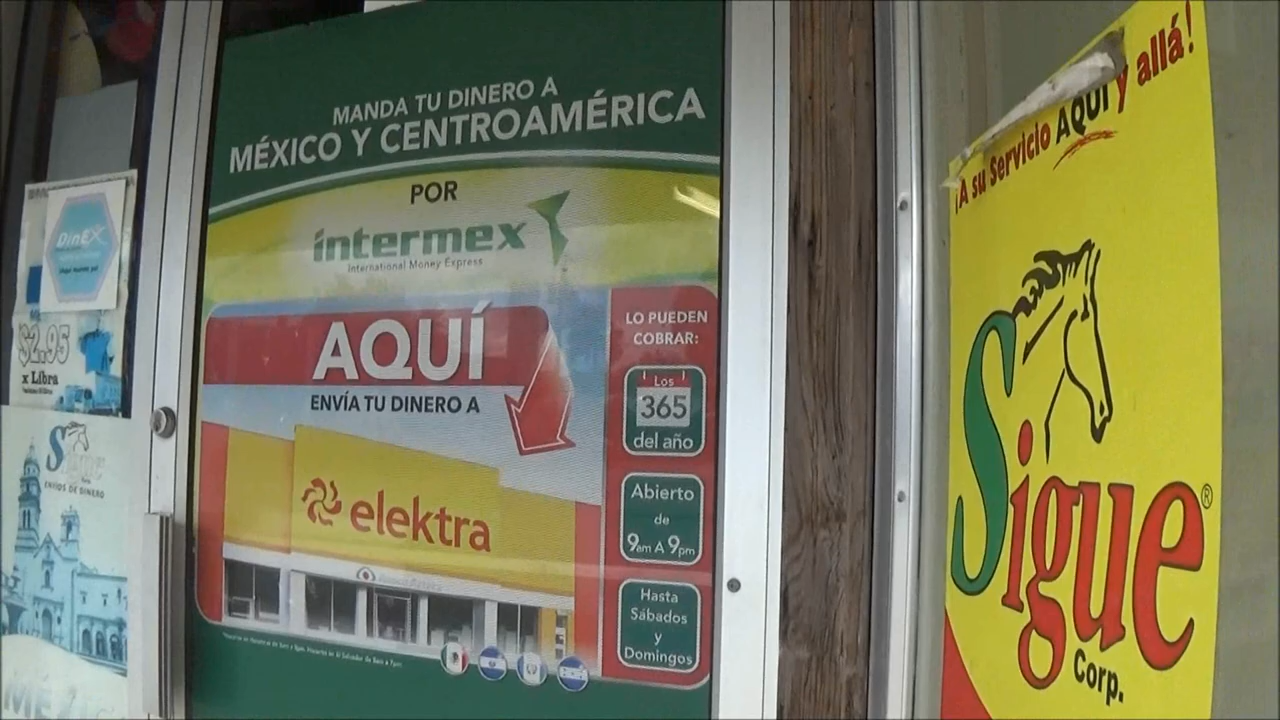 DinEX
$2.95
x Libra
Sigue
ENVÍOS DE DINERO
MANDA TU DINERO A
MÉXICO Y CENTROAMÉRICA
POR
intermex
International Money Express
AQUÍ
ENVÍA TU DINERO A
elektra
LO PUEDEN
COBRAR:
Los
365
del año
Abierto
de
9am A 9pm
Hasta
Sábados
y
Domingos
¡A su Servicio AQUÍ y allá!
Sigue®
Corp.